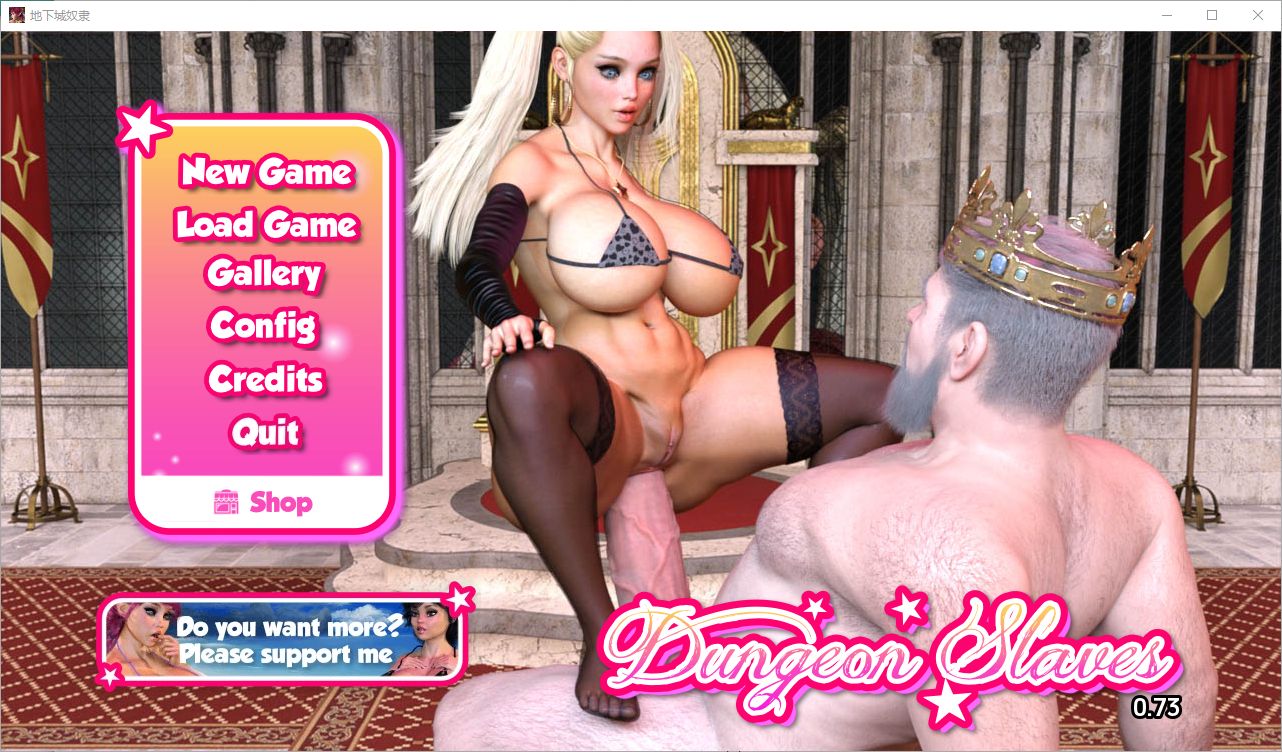 地下城奴隶
New Game
Load Game
Gallery
Config
Credits
Quit
Shop
Do you want more?
Please support me
Dungeon Slaves
0.73